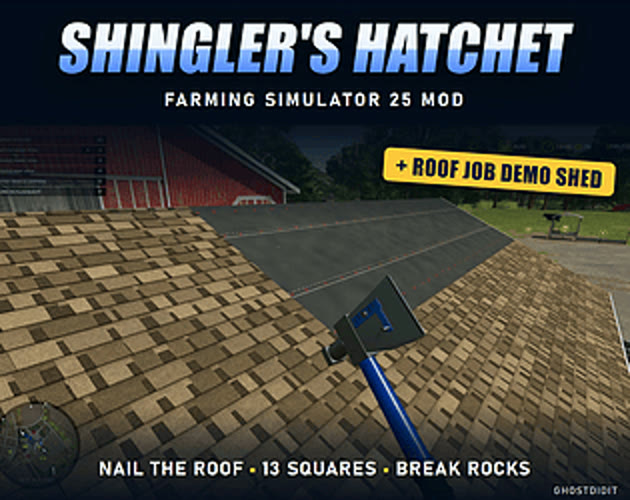 SHINGLER'S HATCHET
FARMING SIMULATOR 25 MOD
+ ROOF JOB DEMO SHED
NAIL THE ROOF • 13 SQUARES • BREAK ROCKS
GHOSTDIDIT